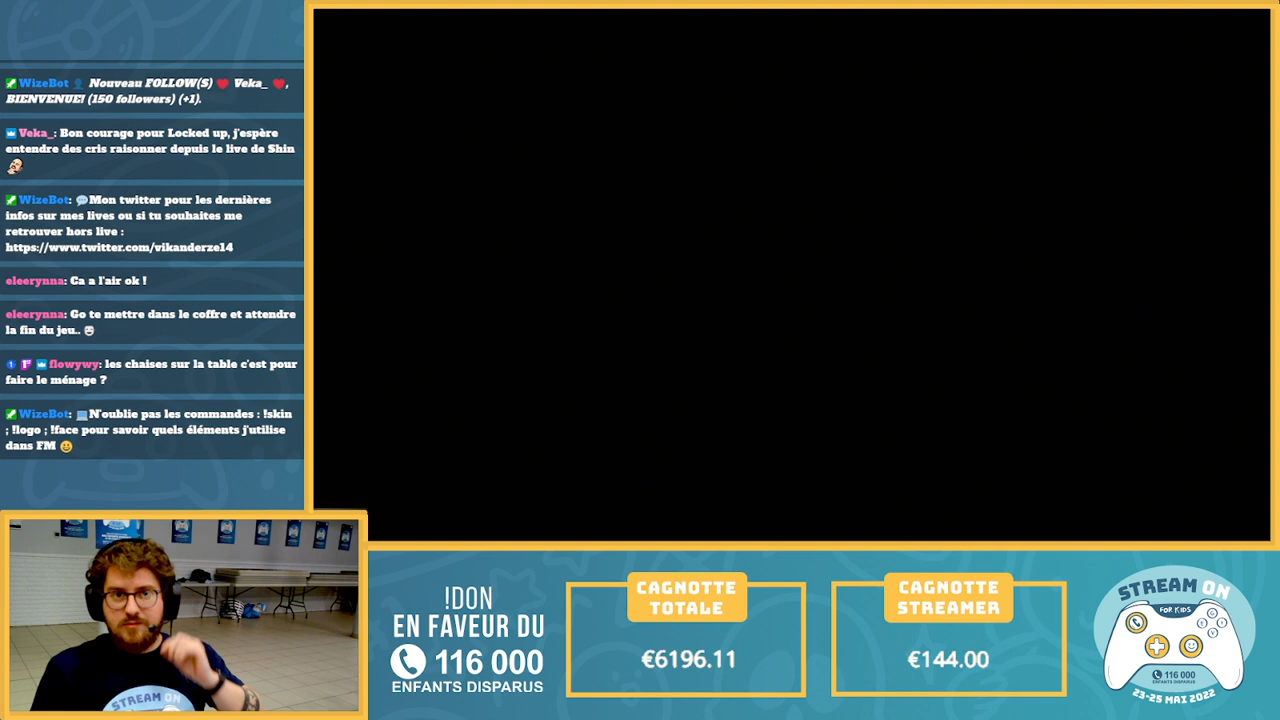 WizeBot Nouveau FOLLOW(S) Veka_ ,
BIENVENUE! (150 followers) (+1).
Veka_: Bon courage pour Locked up, j'espère
entendre des cris raisonner depuis le live de Shin
WizeBot: Mon twitter pour les dernières
infos sur mes lives ou si tu souhaites me
retrouver hors live :
https://www.twitter.com/vikanderze14
eleerynna: Ca a l'air ok !
eleerynna: Go te mettre dans le coffre et attendre
la fin du jeu..
1 flowywy: les chaises sur la table c'est pour
faire le ménage ?
WizeBot: N'oublie pas les commandes : !skin
; !logo ; !face pour savoir quels éléments j'utilise
dans FM
STREAM ON
!DON
EN FAVEUR DU
116 000
ENFANTS DISPARUS
CAGNOTTE
TOTALE
€6196.11
CAGNOTTE
STREAMER
€144.00
STREAM ON
FOR KIDS
G
E I
V
116 000
ENFANTS DISPARUS
23-25 MAI 2022